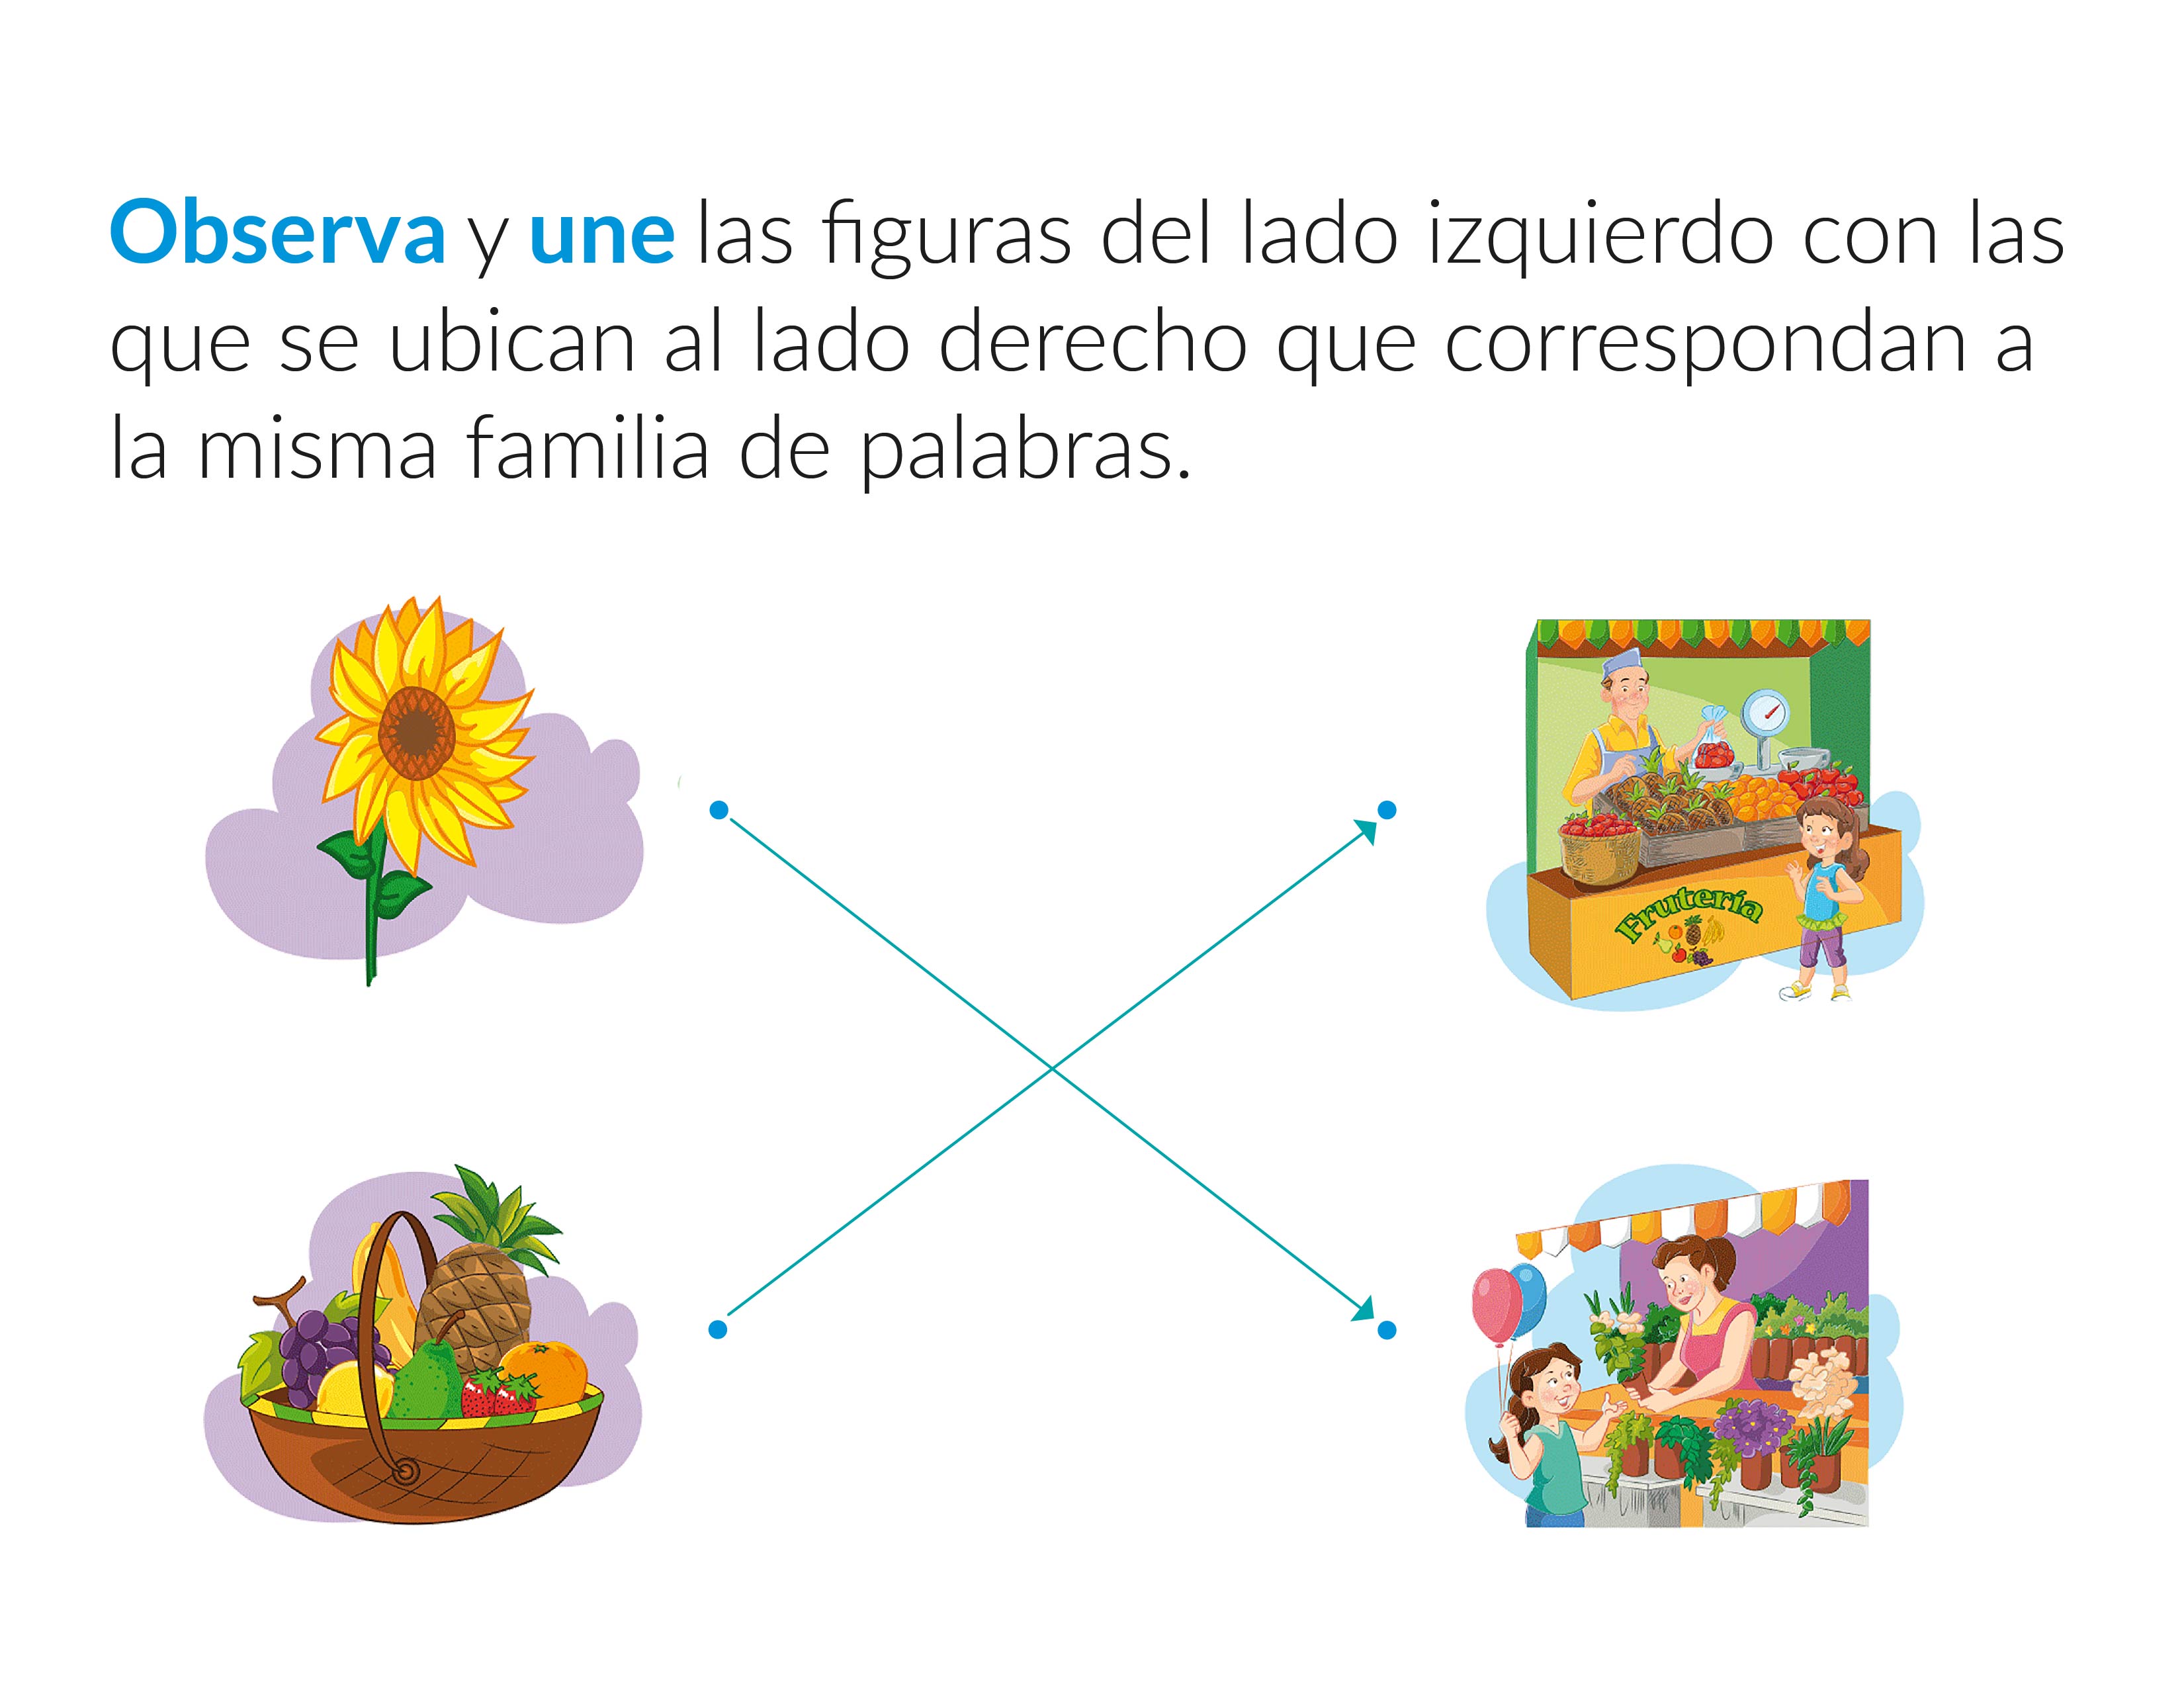 Observa y une las figuras del lado izquierdo con las
que se ubican al lado derecho que correspondan a
la misma familia de palabras.
Frutería